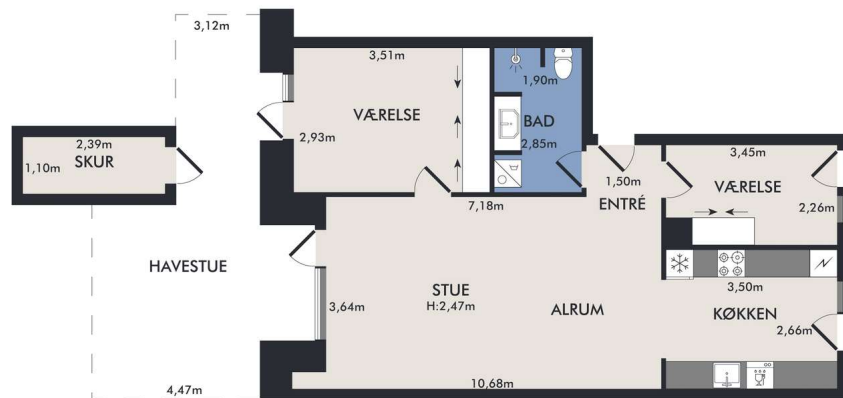 3,12m
3,51m
1,90m
VÆRELSE
BAD
2,93m
2,85m
2,39m
SKUR
1,10m
3,45m
VÆRELSE
1,50m
2,26m
7,18m
ENTRÉ
HAVESTUE
STUE
H:2,47m
3,64m
ALRUM
3,50m
KØKKEN
2,66m
4,47m
10,68m